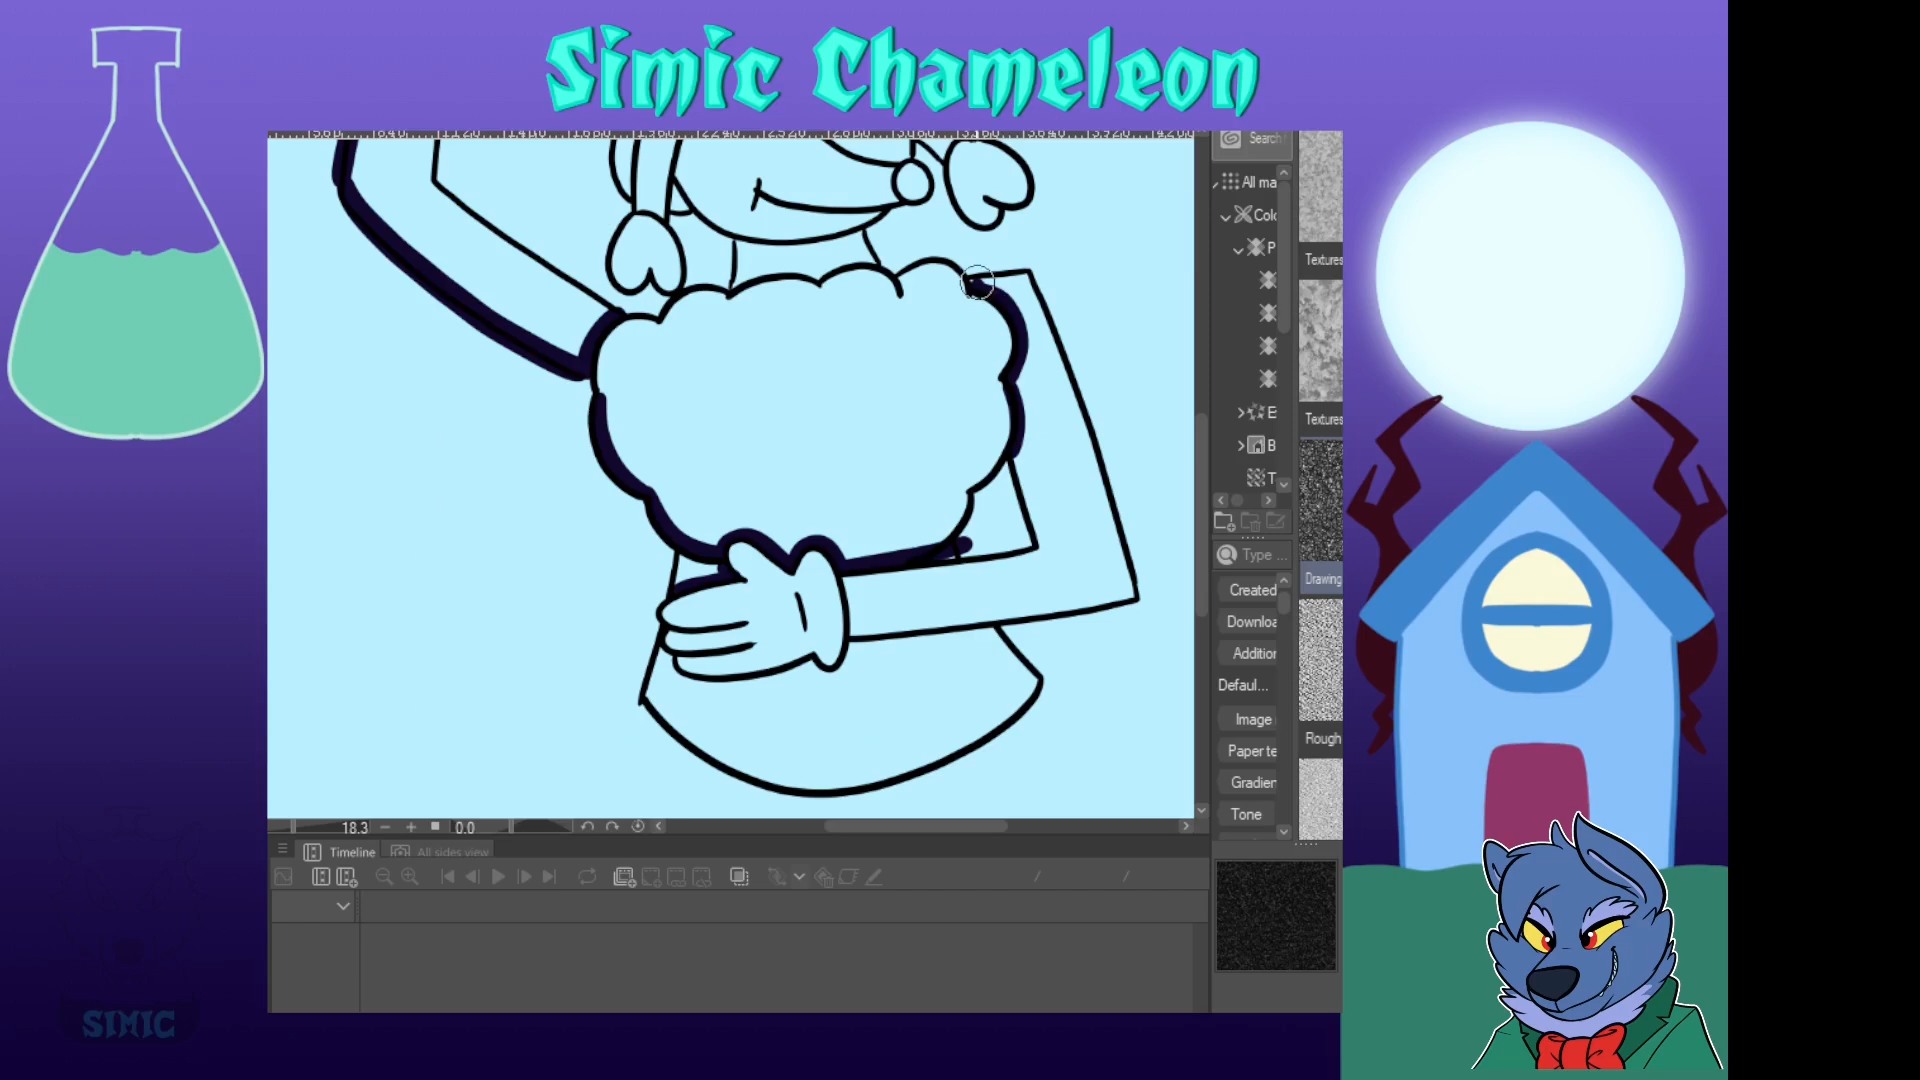 Simic Chameleon
Search
All ma
Colo
P
Textures
E
Textures
B
T
Type ...
Created
Drawing
Downloa
Addition
Defaul...
Image
Rough
Paper te
Gradien
Tone
18.3
0.0
Timeline
All sides view
SIMIC